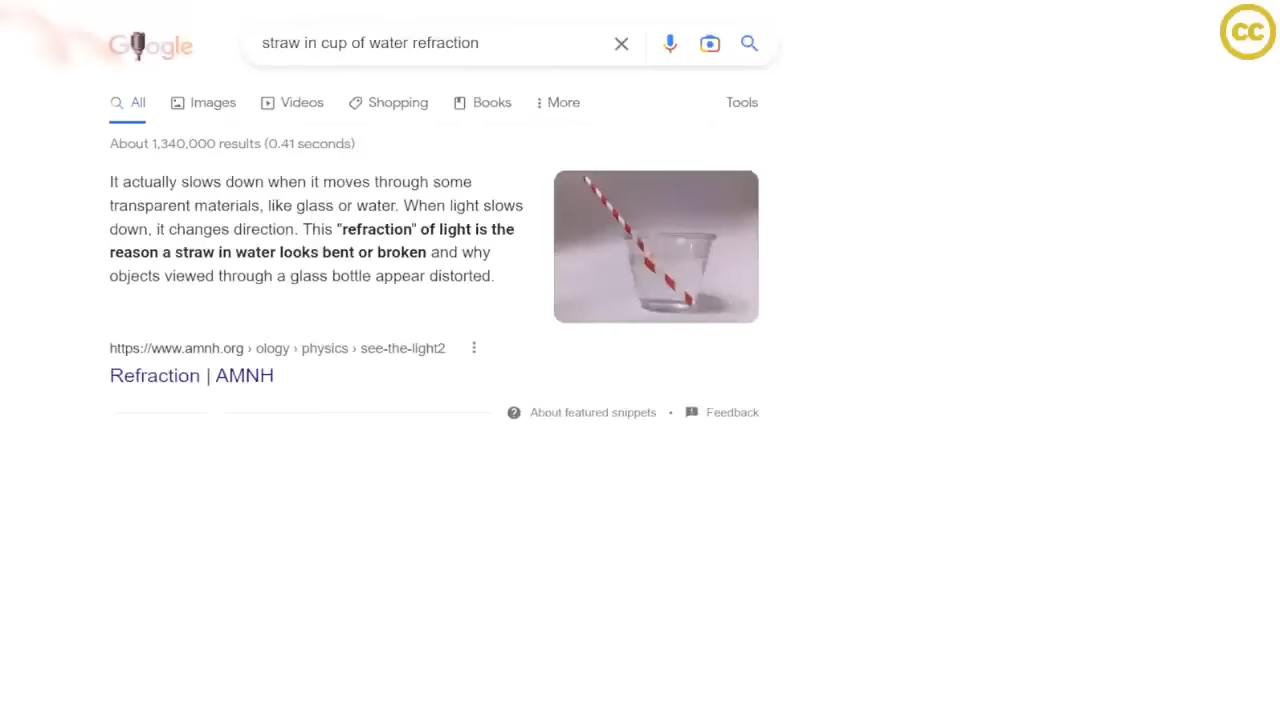 Google
straw in cup of water refraction
All Images Videos Shopping Books More Tools
About 1,340,000 results (0.41 seconds)
It actually slows down when it moves through some
transparent materials, like glass or water. When light slows
down, it changes direction. This "refraction" of light is the
reason a straw in water looks bent or broken and why
objects viewed through a glass bottle appear distorted.
https://www.amnh.org › ology › physics › see-the-light2
Refraction | AMNH
About featured snippets • Feedback
CC